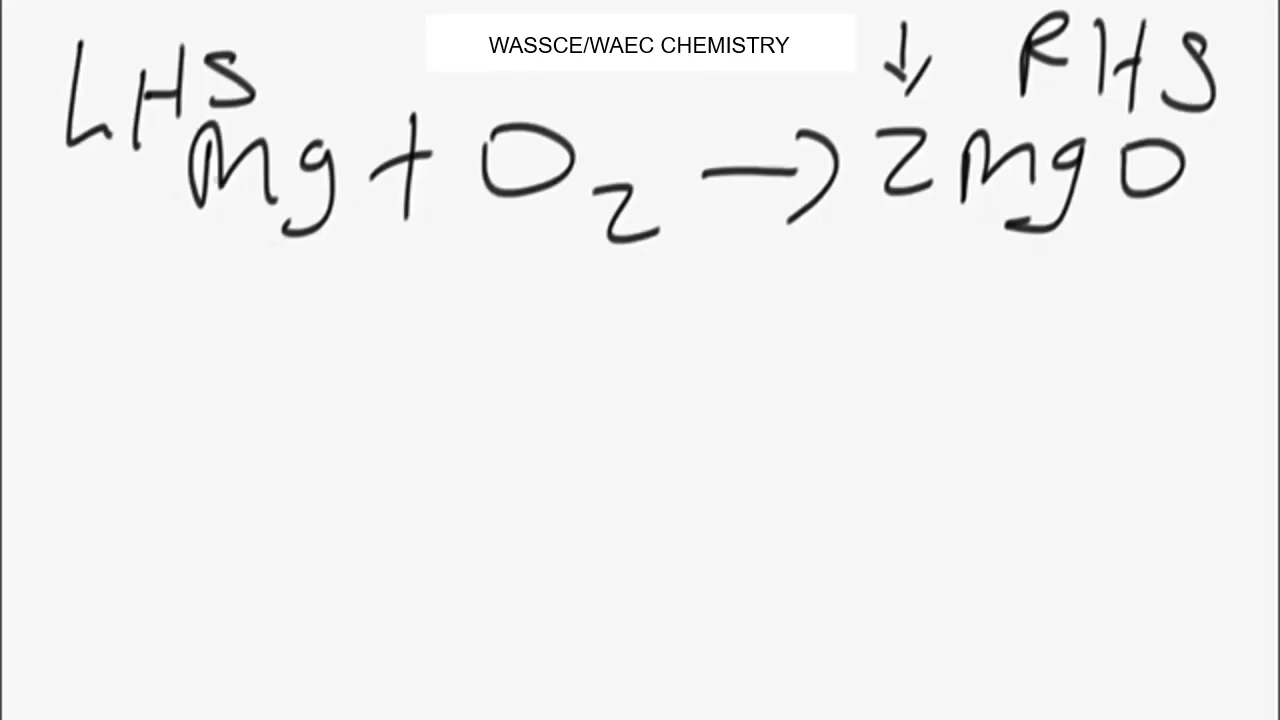 WASSCE/WAEC CHEMISTRY
LHS RHS
Mg + O₂ → 2MgO